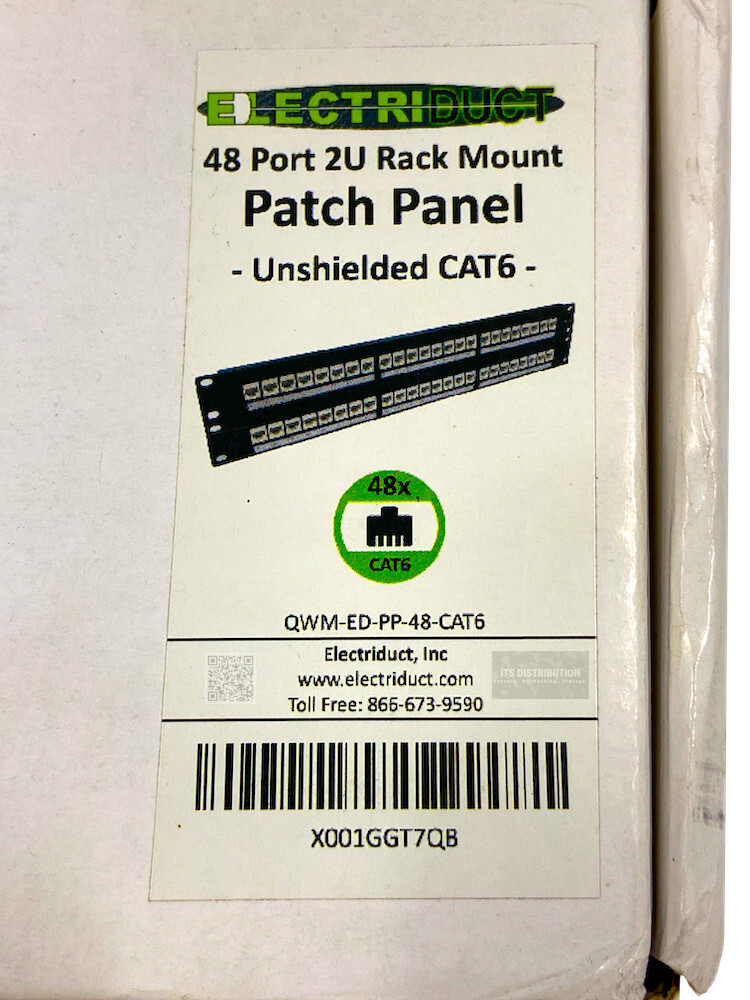 ELECTRIDUCT
48 Port 2U Rack Mount
Patch Panel
- Unshielded CAT6 -
48x
CAT6
QWM-ED-PP-48-CAT6
Electriduct, Inc
www.electriduct.com
Toll Free: 866-673-9590
ITS DISTRIBUTION
X001GGT7QB